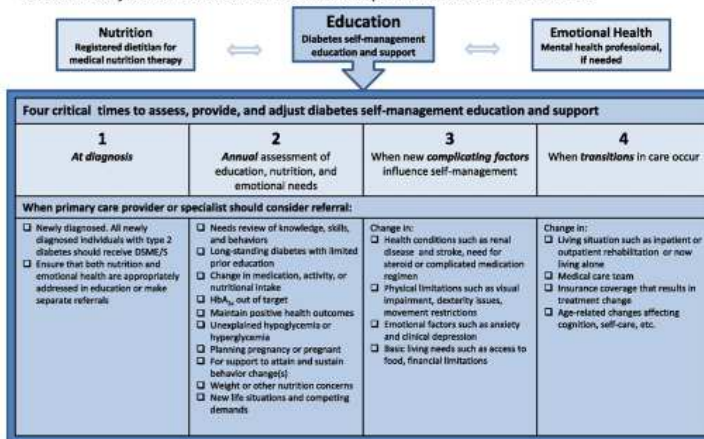 Nutrition
Registered dietitian for
medical nutrition therapy
Education
Diabetes self-management
education and support
Emotional Health
Mental health professional,
if needed
Four critical times to assess, provide, and adjust diabetes self-management education and support
1
At diagnosis
2
Annual assessment of
education, nutrition, and
emotional needs
3
When new complicating factors
influence self-management
4
When transitions in care occur
When primary care provider or specialist should consider referral:
❑ Newly diagnosed. All newly
diagnosed individuals with type 2
diabetes should receive DSME/S
❑ Ensure that both nutrition and
emotional health are appropriately
addressed in education or make
separate referrals
❑ Needs review of knowledge, skills,
and behaviors
❑ Long-standing diabetes with limited
prior education
❑ Change in medication, activity, or
nutritional intake
❑ HbA1c out of target
❑ Maintain positive health outcomes
❑ Unexplained hypoglycemia or
hyperglycemia
❑ Planning pregnancy or pregnant
❑ For support to attain and sustain
behavior change(s)
❑ Weight or other nutrition concerns
❑ New life situations and competing
demands
Change in:
❑ Health conditions such as renal
disease and stroke, need for
steroid or complicated medication
regimen
❑ Physical limitations such as visual
impairment, dexterity issues,
movement restrictions
❑ Emotional factors such as anxiety
and clinical depression
❑ Basic living needs such as access to
food, financial limitations
Change in:
❑ Living situation such as inpatient or
outpatient rehabilitation or now
living alone
❑ Medical care team
❑ Insurance coverage that results in
treatment change
❑ Age-related changes affecting
cognition, self-care, etc.